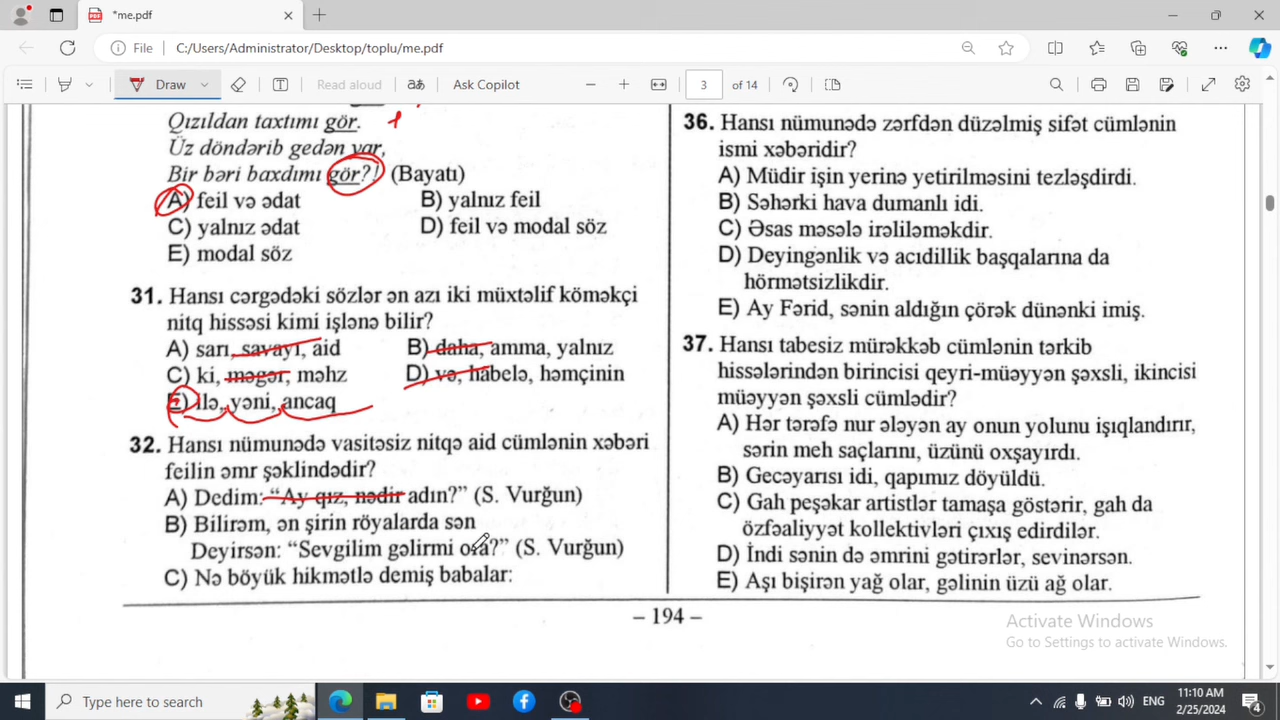 *me.pdf
File
C:/Users/Administrator/Desktop/toplu/me.pdf
Draw
Read aloud
Ask Copilot
3
of 14
Qızıldan taxtımı gör.
Üz döndərib gedən var,
Bir bəri baxdımı gör?! (Bayatı)
A) feil və ədat
B) yalnız feil
C) yalnız ədat
D) feil və modal söz
E) modal söz
31. Hansı cərgədəki sözlər ən azı iki müxtəlif köməkçi
nitq hissəsi kimi işlənə bilir?
A) sarı, savayı, aid
B) daha, amma, yalnız
C) ki, məgər, məhz
D) və, habelə, həmçinin
E) ilə, yəni, ancaq
32. Hansı nümunədə vasitəsiz nitqə aid cümlənin xəbəri
feilin əmr şəklindədir?
A) Dedim: “Ay qız, nədir adın?” (S. Vurğun)
B) Bilirəm, ən şirin röyalarda sən
Deyirsən: “Sevgilim gəlirmi ola?” (S. Vurğun)
C) Nə böyük hikmətlə demiş babalar:
36. Hansı nümunədə zərfdən düzəlmiş sifət cümlənin
ismi xəbəridir?
A) Müdir işin yerinə yetirilməsini tezləşdirdi.
B) Səhərki hava dumanlı idi.
C) Əsas məsələ irəliləməkdir.
D) Deyingənlik və acıdillik başqalarına da
hörmətsizlikdir.
E) Ay Fərid, sənin aldığın çörək dünənki imiş.
37. Hansı tabesiz mürəkkəb cümlənin tərkib
hissələrindən birincisi qeyri-müəyyən şəxsli, ikincisi
müəyyən şəxsli cümlədir?
A) Hər tərəfə nur ələyən ay onun yolunu işıqlandırır,
sərin meh saçlarını, üzünü oxşayırdı.
B) Gecəyarısı idi, qapımız döyüldü.
C) Gah peşəkar artistlər tamaşa göstərir, gah da
özfəaliyyət kollektivləri çıxış edirdilər.
D) İndi sənin də əmrini gətirərlər, sevinərsən.
E) Aşı bişirən yağ olar, gəlinin üzü ağ olar.
– 194 –
Activate Windows
Go to Settings to activate Windows.
Type here to search
ENG
11:10 AM
2/25/2024
4